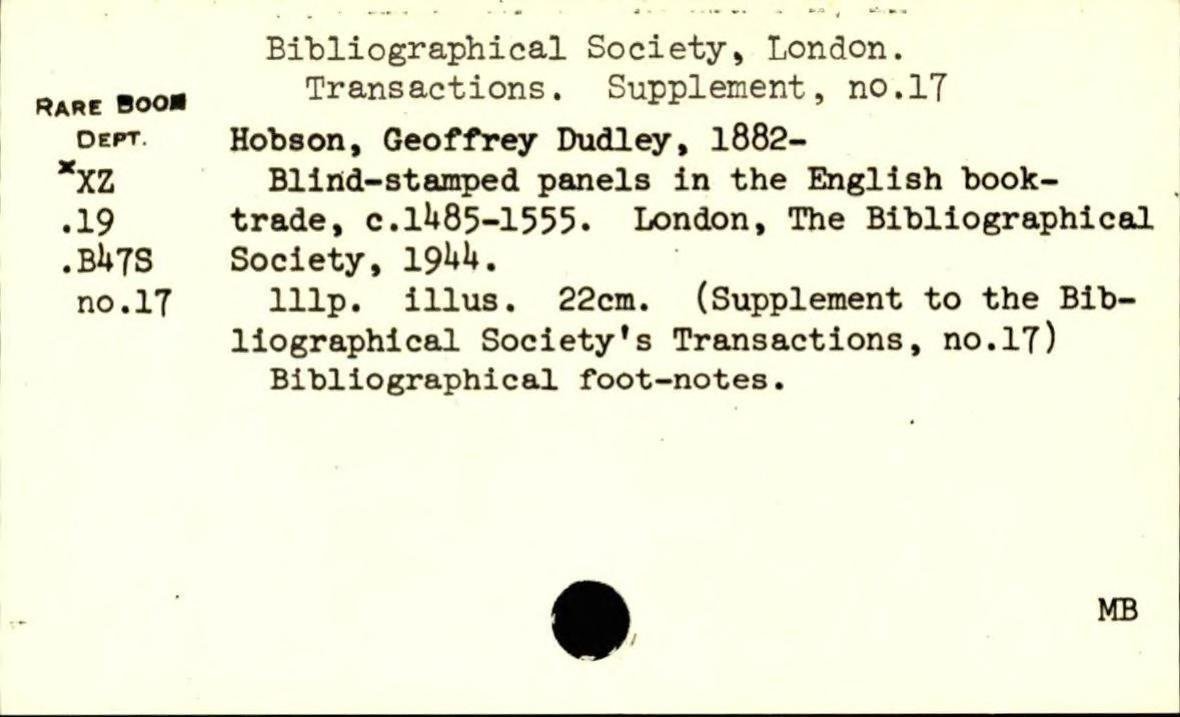 Bibliographical Society, London.
Transactions. Supplement, no.17
RARE BOOK
DEPT.
xXZ
.19
.B47S
no.17
Hobson, Geoffrey Dudley, 1882-
Blind-stamped panels in the English book-
trade, c.1485-1555. London, The Bibliographical
Society, 1944.
111p. illus. 22cm. (Supplement to the Bib-
liographical Society's Transactions, no.17)
Bibliographical foot-notes.
MB